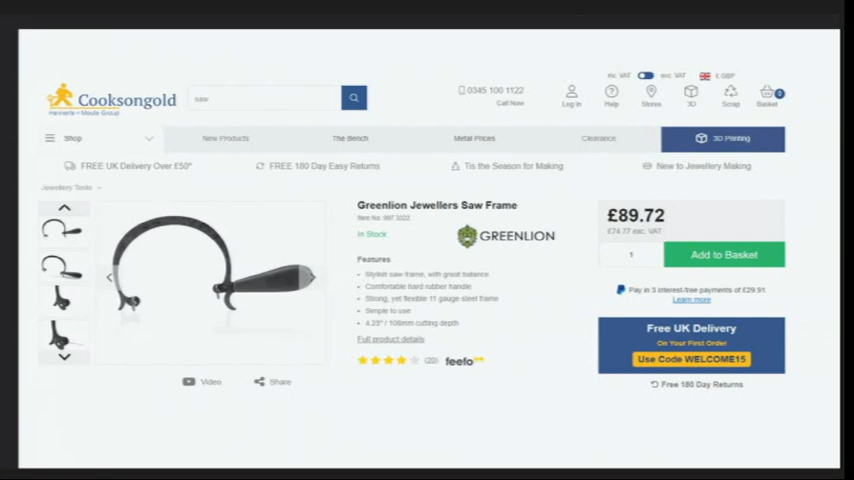 inc. VAT exc. VAT £ GBP
Cooksongold
Heimerle + Meule Group
saw
0345 100 1122
Call Now
Log In
Help
Stores
3D
Scrap
Basket
0
Shop
New Products
The Bench
Metal Prices
Clearance
3D Printing
FREE UK Delivery Over £50*
FREE 180 Day Easy Returns
Tis the Season for Making
New to Jewellery Making
Jewellery Tools
Greenlion Jewellers Saw Frame
Item No. 997 3322
In Stock
GREENLION
Features
Stylish saw frame, with great balance
Comfortable hard rubber handle
Strong, yet flexible 11 gauge steel frame
Simple to use
4.25" / 108mm cutting depth
Full product details
(20) feefo
Video
Share
£89.72
£74.77 exc. VAT
1
Add to Basket
Pay in 3 interest-free payments of £29.91.
Learn more
Free UK Delivery
On Your First Order
Use Code WELCOME15
Free 180 Day Returns